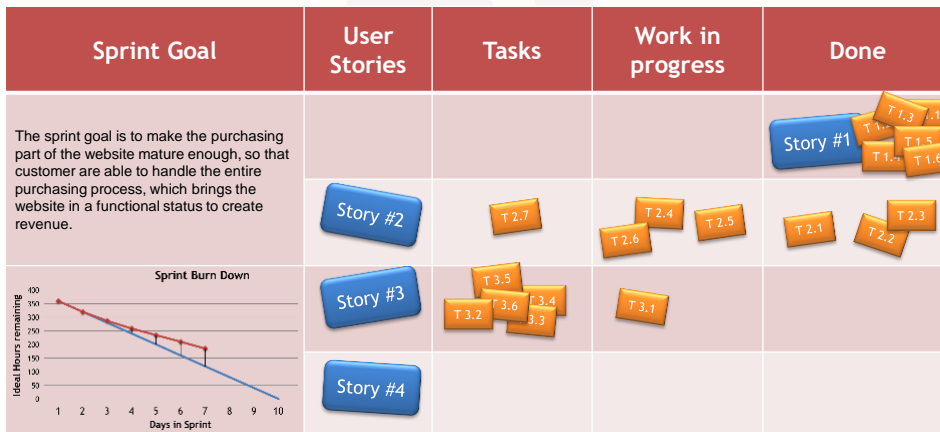 Sprint Goal
User
Stories
Tasks
Work in
progress
Done
The sprint goal is to make the purchasing
part of the website mature enough, so that
customer are able to handle the entire
purchasing process, which brings the
website in a functional status to create
revenue.
Story #1
T 1.3
T 1.5
T 1.6
Story #2
T 2.7
T 2.4
T 2.6
T 2.5
T 2.1
T 2.2
T 2.3
Sprint Burn Down
Ideal Hours remaining
400
350
300
250
200
150
100
50
0
1 2 3 4 5 6 7 8 9 10
Days in Sprint
Story #3
T 3.5
T 3.6
3.4
T 3.2
3.3
T 3.1
Story #4